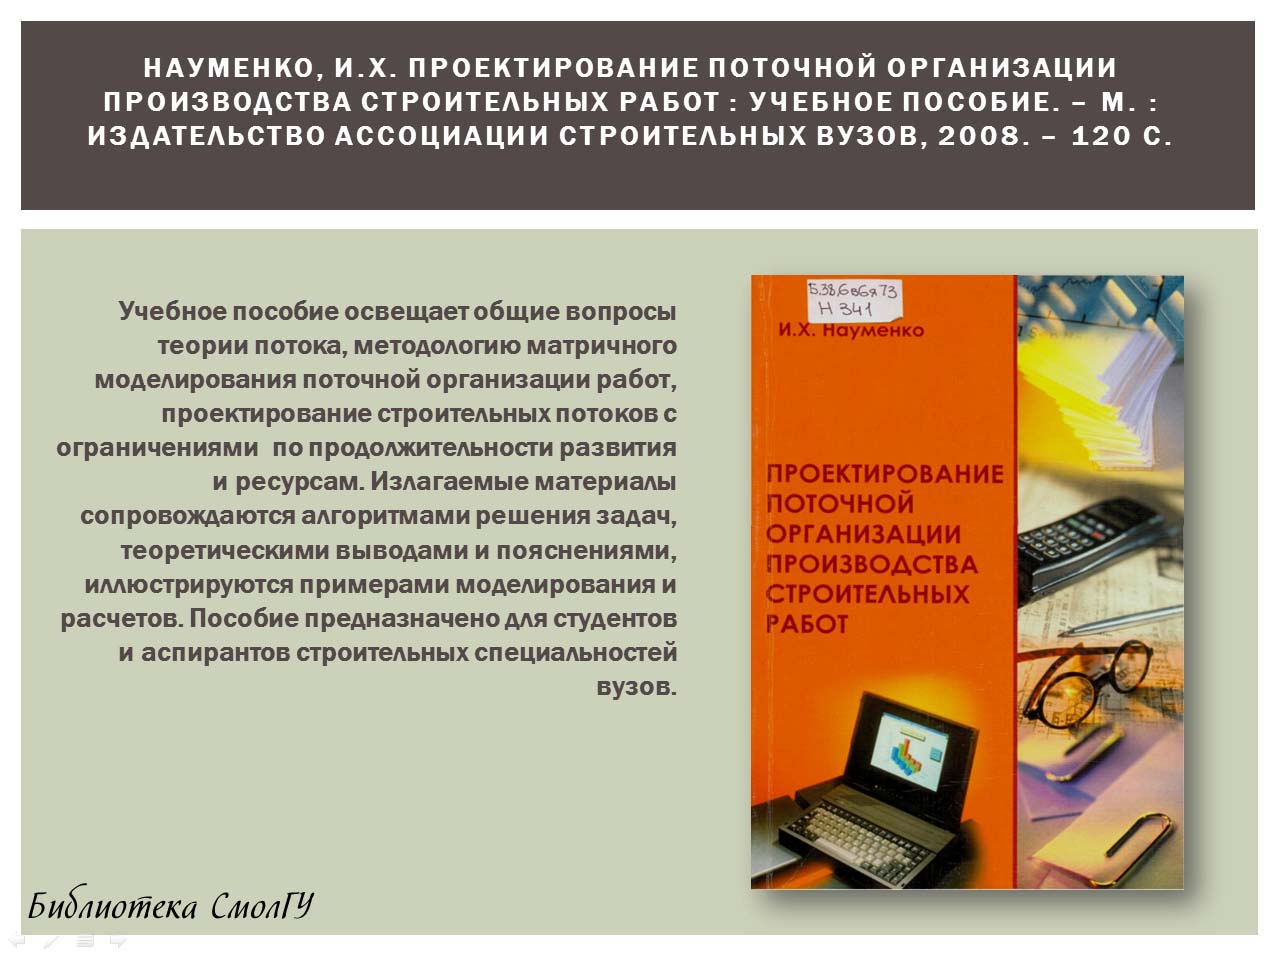 НАУМЕНКО, И.Х. ПРОЕКТИРОВАНИЕ ПОТОЧНОЙ ОРГАНИЗАЦИИ
ПРОИЗВОДСТВА СТРОИТЕЛЬНЫХ РАБОТ : УЧЕБНОЕ ПОСОБИЕ. – М. :
ИЗДАТЕЛЬСТВО АССОЦИАЦИИ СТРОИТЕЛЬНЫХ ВУЗОВ, 2008. – 120 С.
Учебное пособие освещает общие вопросы
теории потока, методологию матричного
моделирования поточной организации работ,
проектирование строительных потоков с
ограничениями по продолжительности развития
и ресурсам. Излагаемые материалы
сопровождаются алгоритмами решения задач,
теоретическими выводами и пояснениями,
иллюстрируются примерами моделирования и
расчетов. Пособие предназначено для студентов
и аспирантов строительных специальностей
вузов.
Б.38.6в6я73
Н 341
И.Х. Науменко
ПРОЕКТИРОВАНИЕ
ПОТОЧНОЙ
ОРГАНИЗАЦИИ
ПРОИЗВОДСТВА
СТРОИТЕЛЬНЫХ
РАБОТ
Библиотека СмолГУ